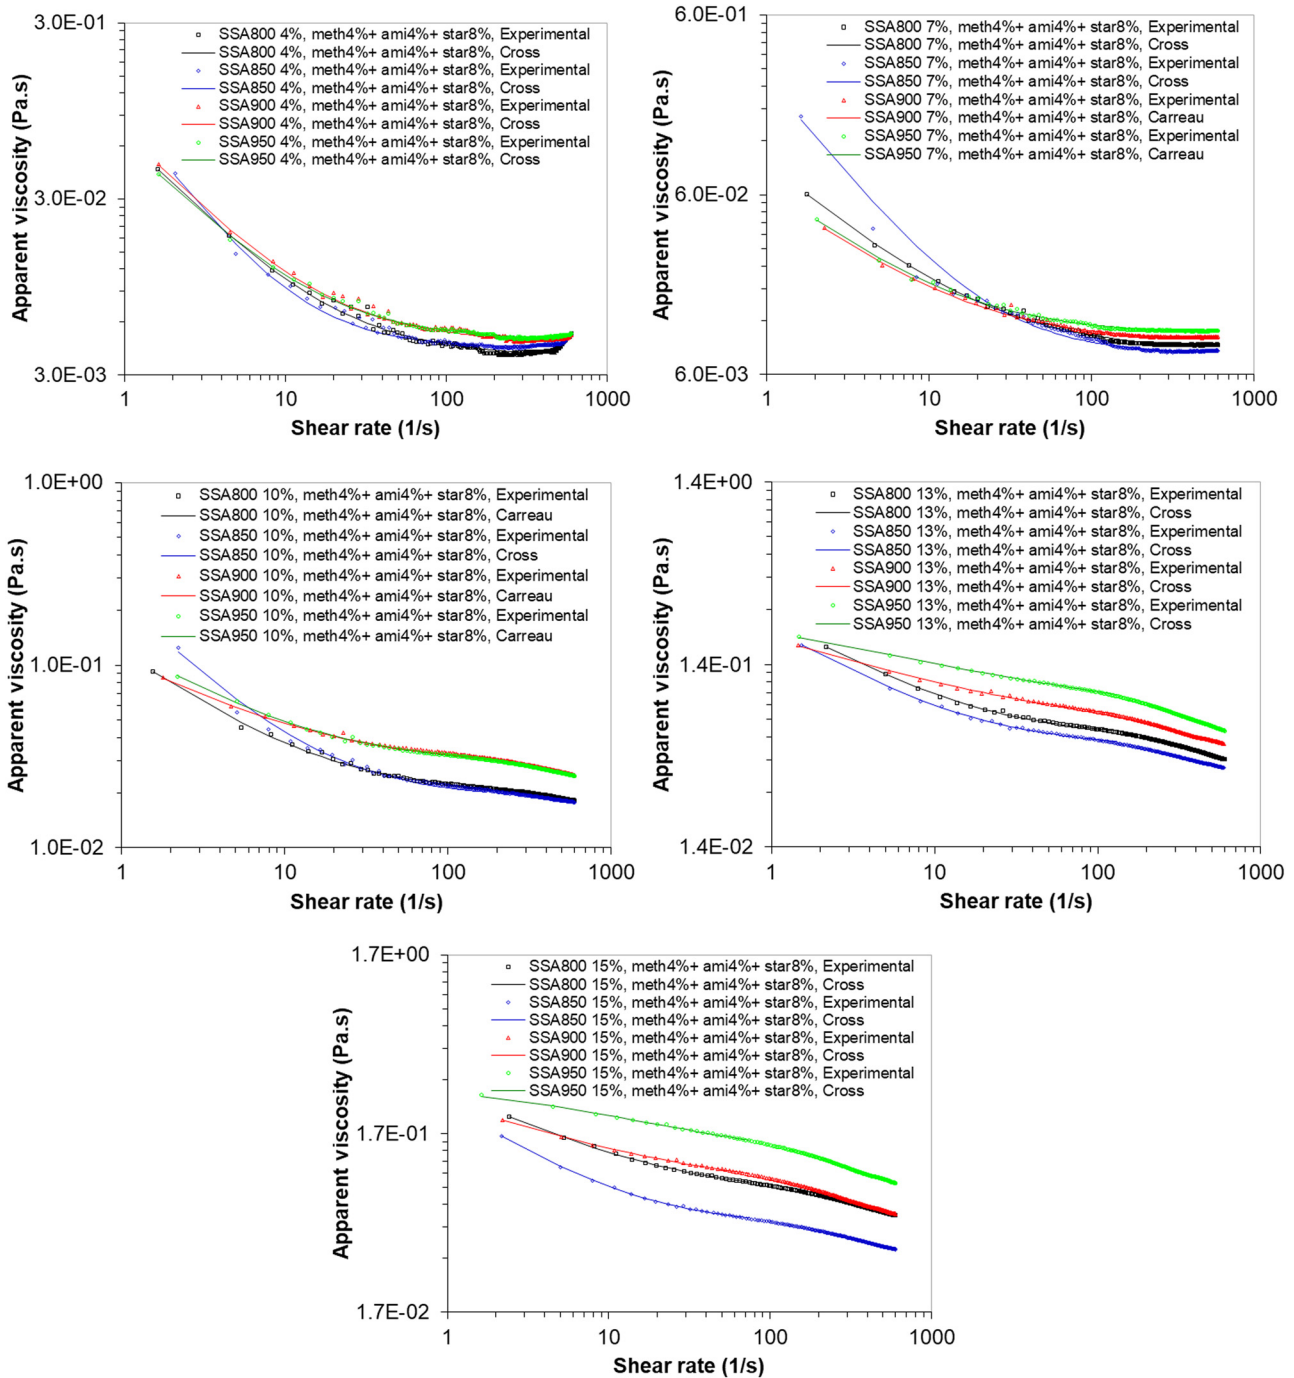 3.0E-01
3.0E-02
3.0E-03
Apparent viscosity (Pa.s)
SSA800 4%, meth4%+ ami4%+ star8%, Experimental
SSA800 4%, meth4%+ ami4%+ star8%, Cross
SSA850 4%, meth4%+ ami4%+ star8%, Experimental
SSA850 4%, meth4%+ ami4%+ star8%, Cross
SSA900 4%, meth4%+ ami4%+ star8%, Experimental
SSA900 4%, meth4%+ ami4%+ star8%, Cross
SSA950 4%, meth4%+ ami4%+ star8%, Experimental
SSA950 4%, meth4%+ ami4%+ star8%, Cross
1 10 100 1000
Shear rate (1/s)
6.0E-01
6.0E-02
6.0E-03
Apparent viscosity (Pa.s)
SSA800 7%, meth4%+ ami4%+ star8%, Experimental
SSA800 7%, meth4%+ ami4%+ star8%, Cross
SSA850 7%, meth4%+ ami4%+ star8%, Experimental
SSA850 7%, meth4%+ ami4%+ star8%, Cross
SSA900 7%, meth4%+ ami4%+ star8%, Experimental
SSA900 7%, meth4%+ ami4%+ star8%, Carreau
SSA950 7%, meth4%+ ami4%+ star8%, Experimental
SSA950 7%, meth4%+ ami4%+ star8%, Carreau
1 10 100 1000
Shear rate (1/s)
1.0E+00
1.0E-01
1.0E-02
Apparent viscosity (Pa.s)
SSA800 10%, meth4%+ ami4%+ star8%, Experimental
SSA800 10%, meth4%+ ami4%+ star8%, Carreau
SSA850 10%, meth4%+ ami4%+ star8%, Experimental
SSA850 10%, meth4%+ ami4%+ star8%, Cross
SSA900 10%, meth4%+ ami4%+ star8%, Experimental
SSA900 10%, meth4%+ ami4%+ star8%, Carreau
SSA950 10%, meth4%+ ami4%+ star8%, Experimental
SSA950 10%, meth4%+ ami4%+ star8%, Carreau
1 10 100 1000
Shear rate (1/s)
1.4E+00
1.4E-01
1.4E-02
Apparent viscosity (Pa.s)
SSA800 13%, meth4%+ ami4%+ star8%, Experimental
SSA800 13%, meth4%+ ami4%+ star8%, Cross
SSA850 13%, meth4%+ ami4%+ star8%, Experimental
SSA850 13%, meth4%+ ami4%+ star8%, Cross
SSA900 13%, meth4%+ ami4%+ star8%, Experimental
SSA900 13%, meth4%+ ami4%+ star8%, Cross
SSA950 13%, meth4%+ ami4%+ star8%, Experimental
SSA950 13%, meth4%+ ami4%+ star8%, Cross
1 10 100 1000
Shear rate (1/s)
1.7E+00
1.7E-01
1.7E-02
Apparent viscosity (Pa.s)
SSA800 15%, meth4%+ ami4%+ star8%, Experimental
SSA800 15%, meth4%+ ami4%+ star8%, Cross
SSA850 15%, meth4%+ ami4%+ star8%, Experimental
SSA850 15%, meth4%+ ami4%+ star8%, Cross
SSA900 15%, meth4%+ ami4%+ star8%, Experimental
SSA900 15%, meth4%+ ami4%+ star8%, Cross
SSA950 15%, meth4%+ ami4%+ star8%, Experimental
SSA950 15%, meth4%+ ami4%+ star8%, Cross
1 10 100 1000
Shear rate (1/s)